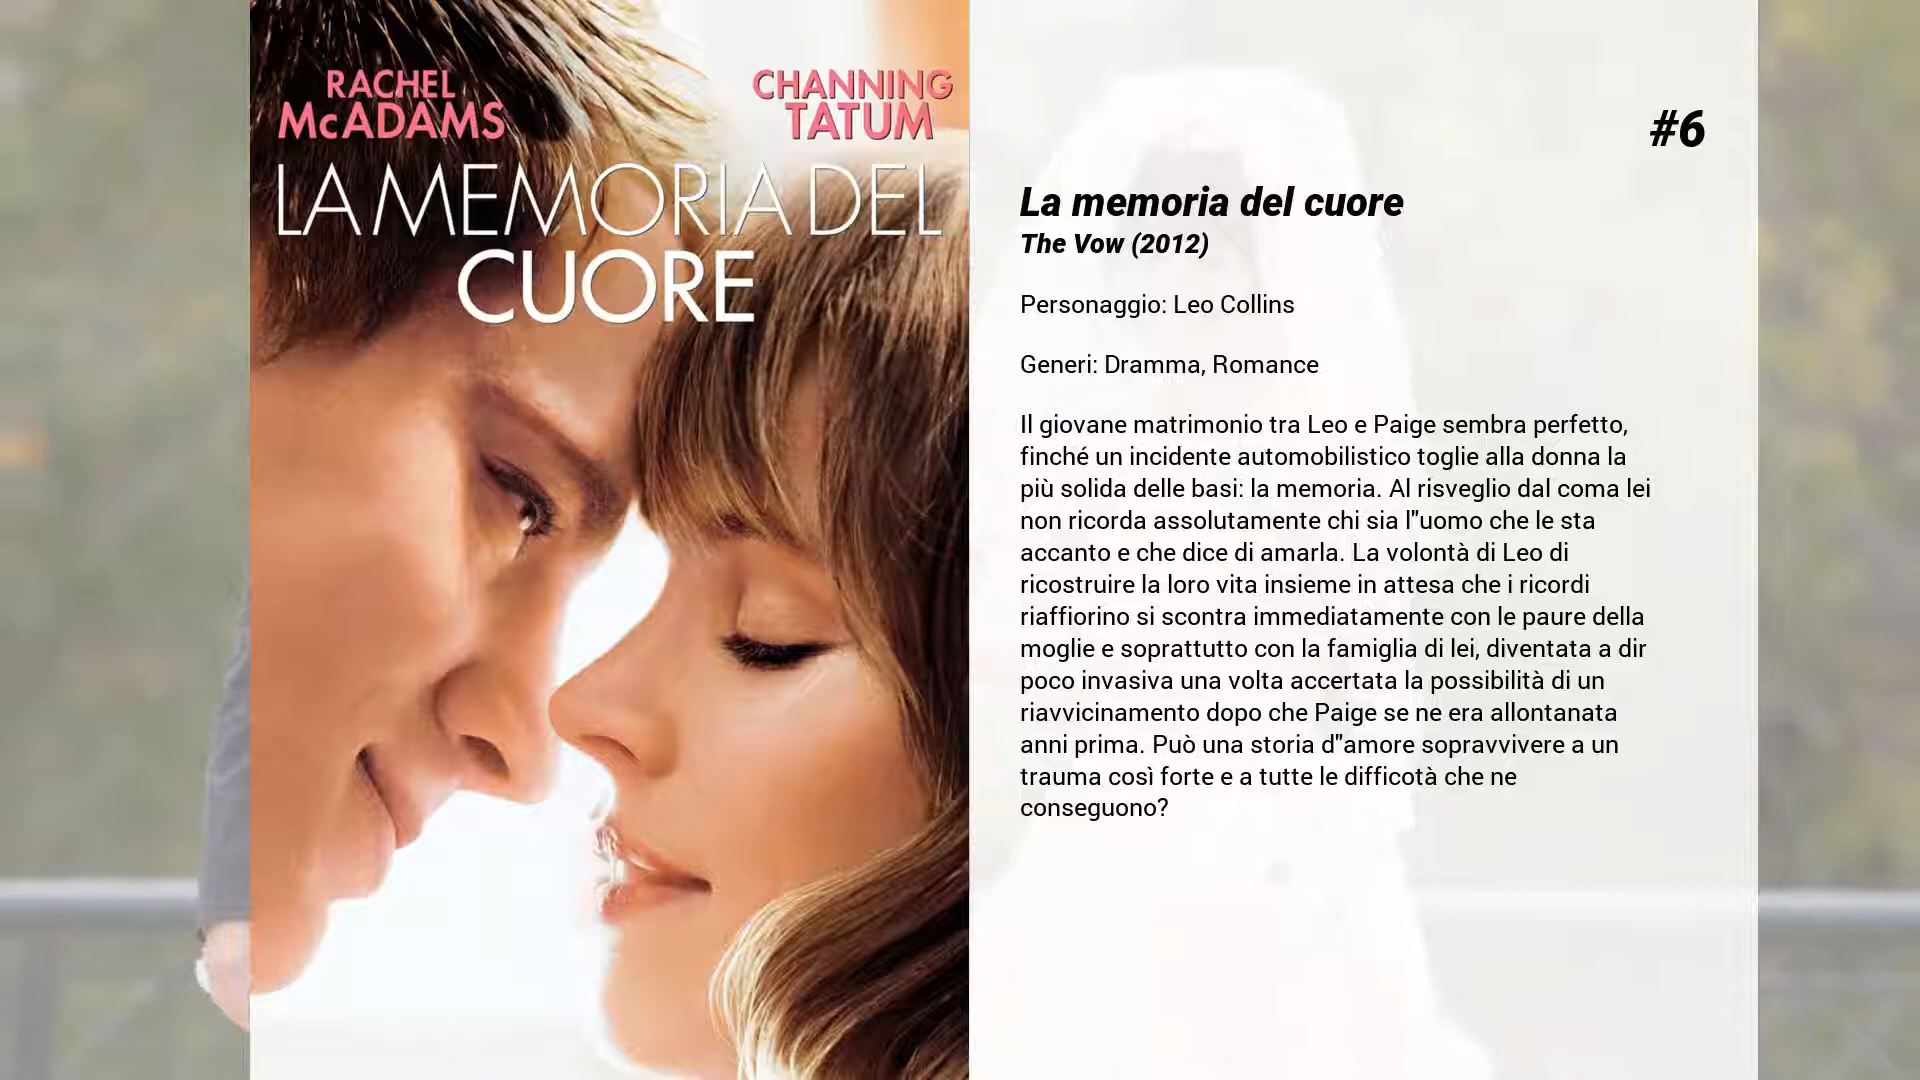 RACHEL
McADAMS
CHANNING
TATUM
LA MEMORIA DEL
CUORE
#6
La memoria del cuore
The Vow (2012)
Personaggio: Leo Collins
Generi: Dramma, Romance
Il giovane matrimonio tra Leo e Paige sembra perfetto,
finché un incidente automobilistico toglie alla donna la
più solida delle basi: la memoria. Al risveglio dal coma lei
non ricorda assolutamente chi sia l"uomo che le sta
accanto e che dice di amarla. La volontà di Leo di
ricostruire la loro vita insieme in attesa che i ricordi
riaffiorino si scontra immediatamente con le paure della
moglie e soprattutto con la famiglia di lei, diventata a dir
poco invasiva una volta accertata la possibilità di un
riavvicinamento dopo che Paige se ne era allontanata
anni prima. Può una storia d"amore sopravvivere a un
trauma così forte e a tutte le difficotà che ne
conseguono?